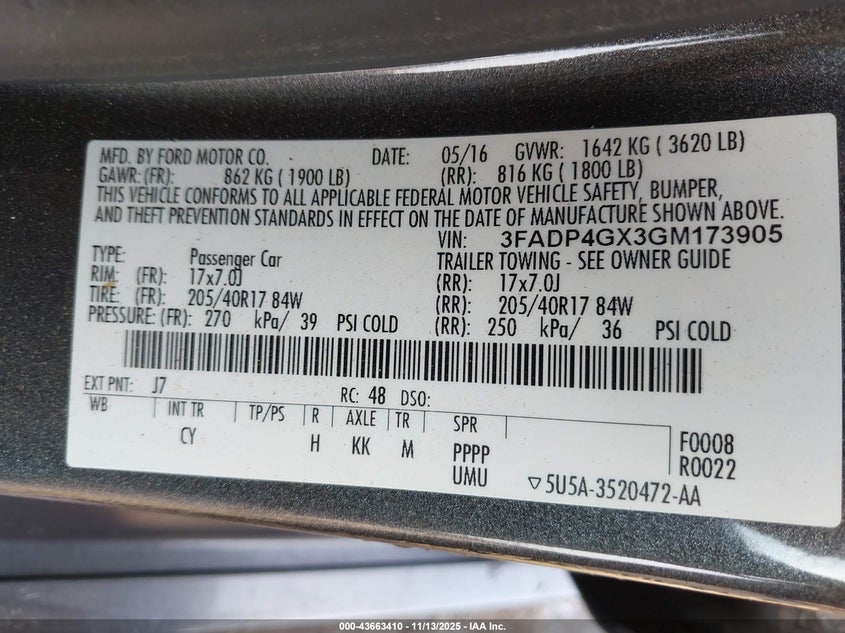 MFD. BY FORD MOTOR CO. DATE: 05/16 GVWR: 1642 KG ( 3620 LB)
GAWR: (FR): 862 KG ( 1900 LB) (RR): 816 KG ( 1800 LB)
THIS VEHICLE CONFORMS TO ALL APPLICABLE FEDERAL MOTOR VEHICLE SAFETY, BUMPER,
AND THEFT PREVENTION STANDARDS IN EFFECT ON THE DATE OF MANUFACTURE SHOWN ABOVE.
VIN: 3FADP4GX3GM173905
TYPE: Passenger Car TRAILER TOWING - SEE OWNER GUIDE
RIM: (FR): 17x7.0J (RR): 17x7.0J
TIRE: (FR): 205/40R17 84W (RR): 205/40R17 84W
PRESSURE: (FR): 270 kPa/ 39 PSI COLD (RR): 250 kPa/ 36 PSI COLD
EXT PNT: J7 RC: 48 DSO:
WB INT TR TP/PS R AXLE TR SPR
CY H KK M PPPP F0008
UMU R0022
▽5U5A-3520472-AA
000-43663410 - 11/13/2025 - IAA Inc.